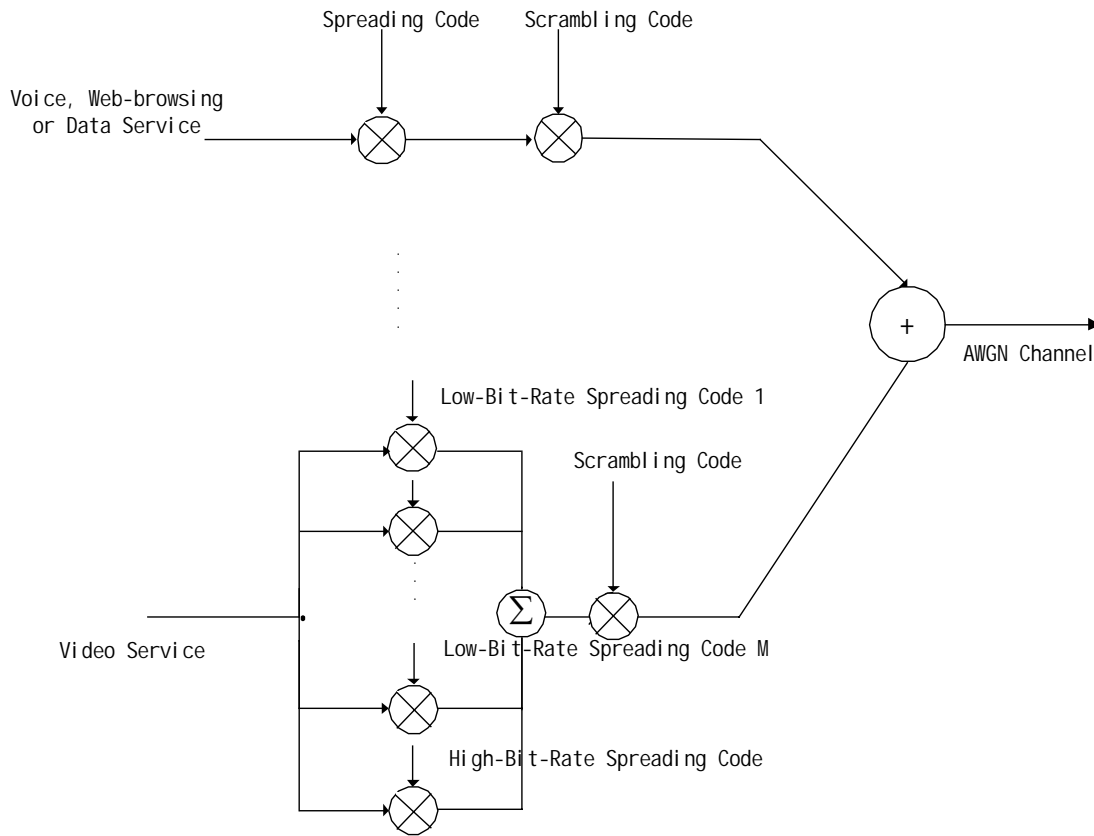 Spreading Code
Scrambling Code
Voice, Web-browsing
or Data Service
+
AWGN Channel
Low-Bit-Rate Spreading Code 1
Scrambling Code
Σ
Video Service
Low-Bit-Rate Spreading Code M
High-Bit-Rate Spreading Code